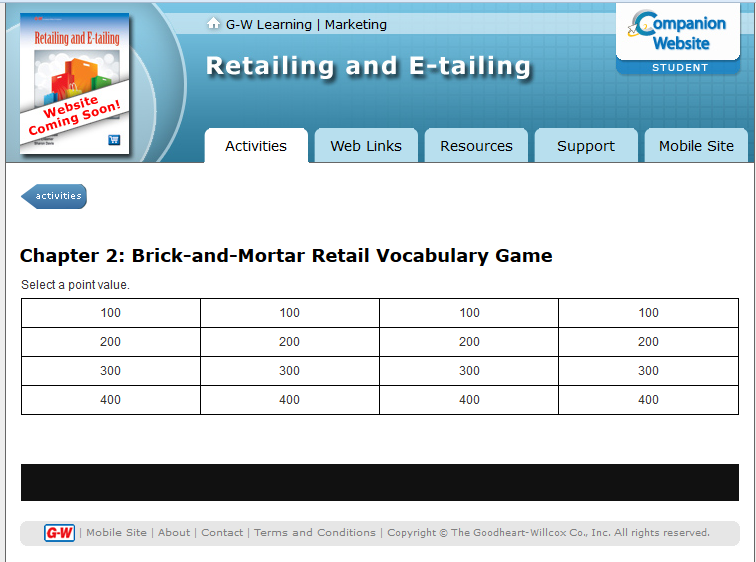 G-W Learning | Marketing
Retailing and E-tailing
Retailing and E-tailing
Website
Coming Soon!
Companion
Website
STUDENT
Activities Web Links Resources Support Mobile Site
activities
Chapter 2: Brick-and-Mortar Retail Vocabulary Game
Select a point value.
100 100 100 100
200 200 200 200
300 300 300 300
400 400 400 400
G-W | Mobile Site | About | Contact | Terms and Conditions | Copyright © The Goodheart-Willcox Co., Inc. All rights reserved.